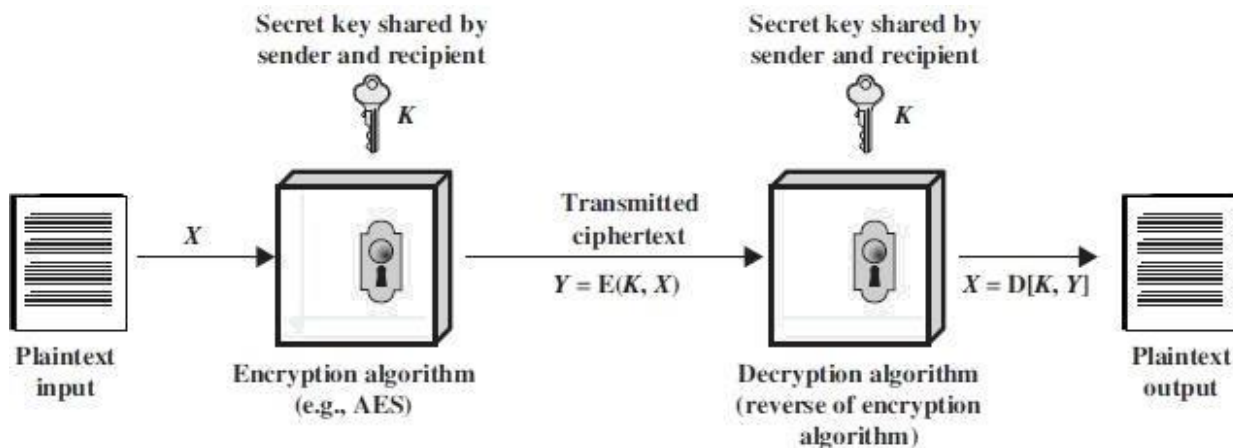 Secret key shared by
sender and recipient
K
Secret key shared by
sender and recipient
K
X
Transmitted
ciphertext
Y = E(K, X)
X = D[K, Y]
Plaintext
input
Encryption algorithm
(e.g., AES)
Decryption algorithm
(reverse of encryption
algorithm)
Plaintext
output